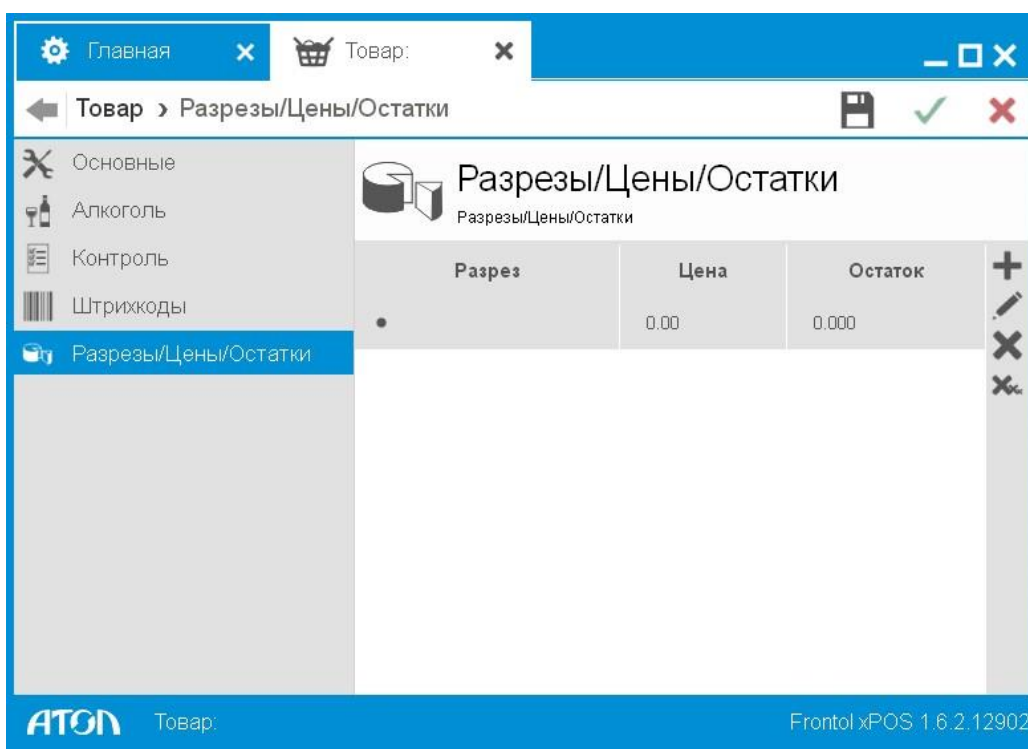 Главная
Товар:
Товар › Разрезы/Цены/Остатки
Основные
Алкоголь
Контроль
Штрихкоды
Разрезы/Цены/Остатки
Разрезы/Цены/Остатки
Разрезы/Цены/Остатки
Разрез Цена Остаток
0.00 0.000
АТОЛ Товар: Frontol xPOS 1.6.2.12902